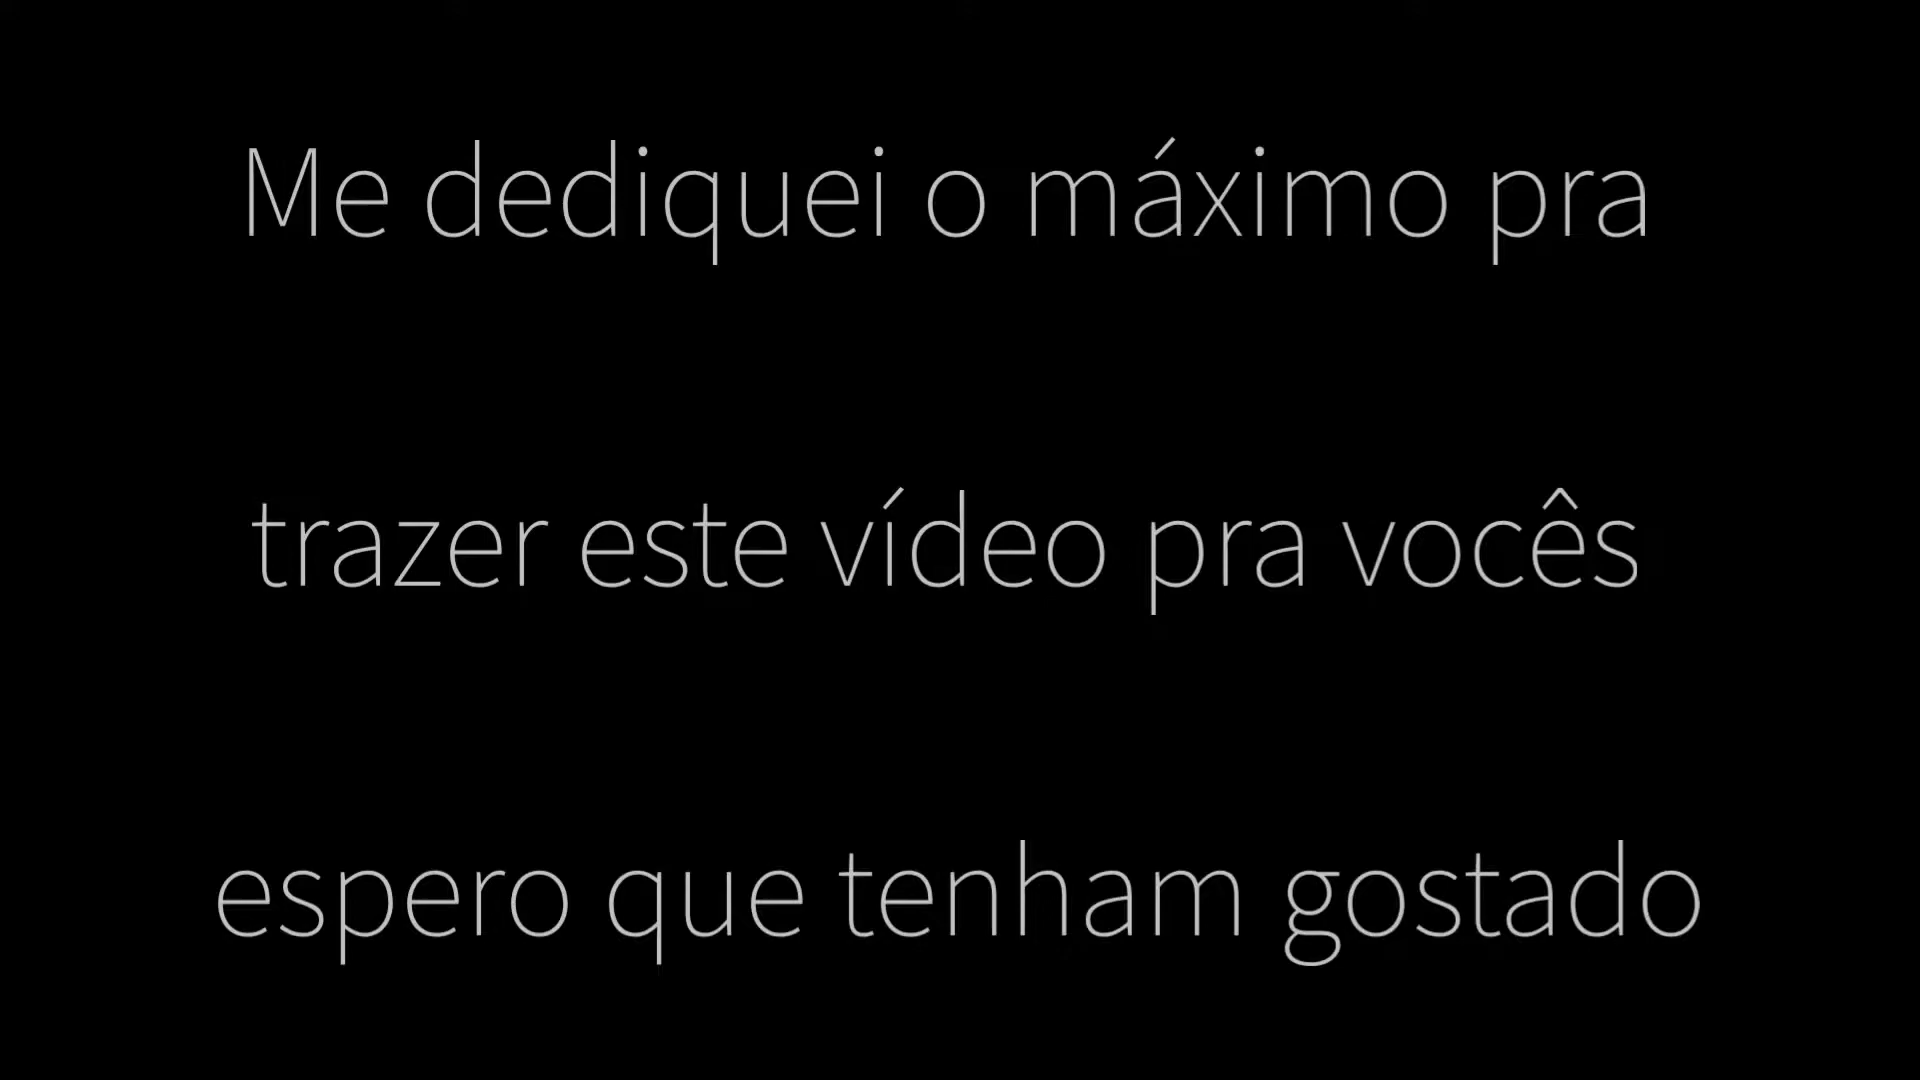 Me dediquei o máximo pra
trazer este vídeo pra vocês
espero que tenham gostado